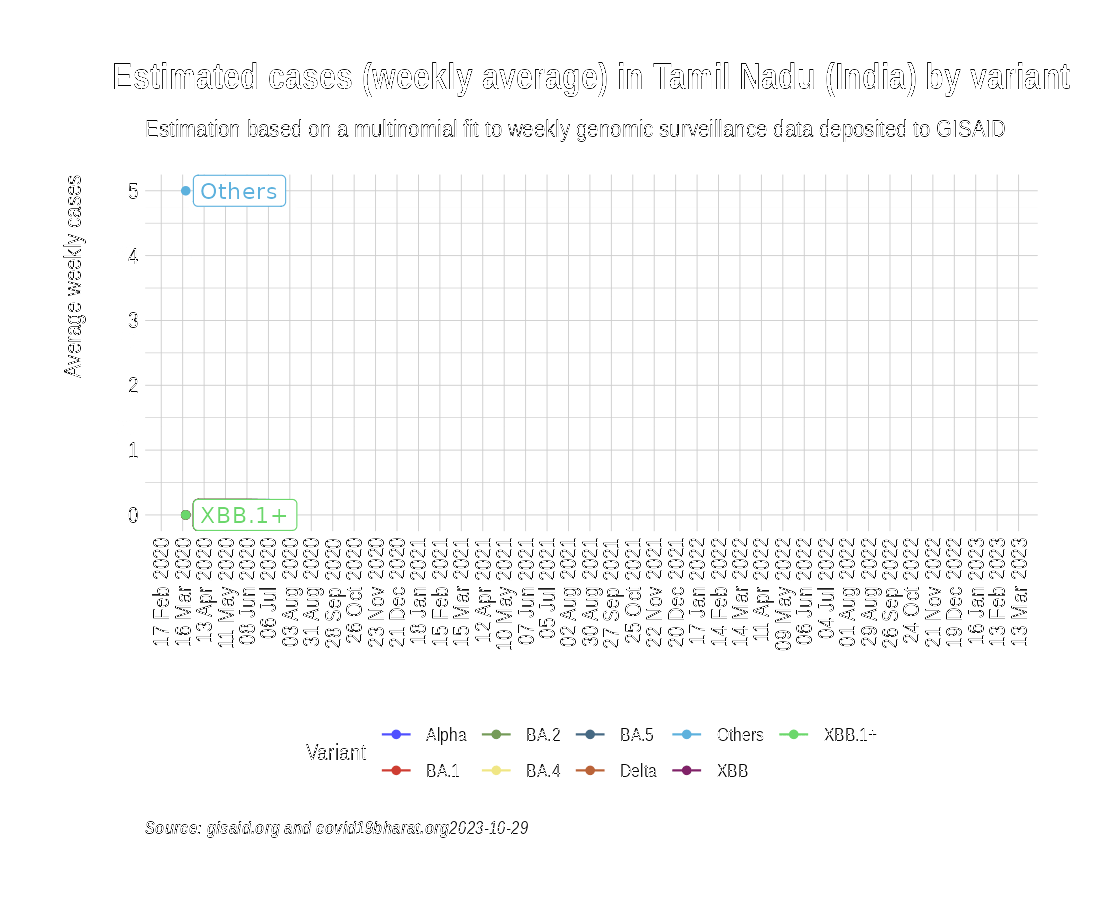 Estimated cases (weekly average) in Tamil Nadu (India) by variant
Estimation based on a multinomial fit to weekly genomic surveillance data deposited to GISAID
Average weekly cases
5
4
3
2
1
0
Others
XBB.1+
17 Feb 2020
16 Mar 2020
13 Apr 2020
11 May 2020
08 Jun 2020
06 Jul 2020
03 Aug 2020
31 Aug 2020
28 Sep 2020
26 Oct 2020
23 Nov 2020
21 Dec 2020
18 Jan 2021
15 Feb 2021
15 Mar 2021
12 Apr 2021
10 May 2021
07 Jun 2021
05 Jul 2021
02 Aug 2021
30 Aug 2021
27 Sep 2021
25 Oct 2021
22 Nov 2021
20 Dec 2021
17 Jan 2022
14 Feb 2022
14 Mar 2022
11 Apr 2022
09 May 2022
06 Jun 2022
04 Jul 2022
01 Aug 2022
29 Aug 2022
26 Sep 2022
24 Oct 2022
21 Nov 2022
19 Dec 2022
16 Jan 2023
13 Feb 2023
13 Mar 2023
Variant
Alpha BA.2 BA.5 Others XBB.1+
BA.1 BA.4 Delta XBB
Source: gisaid.org and covid19bharat.org2023-10-29